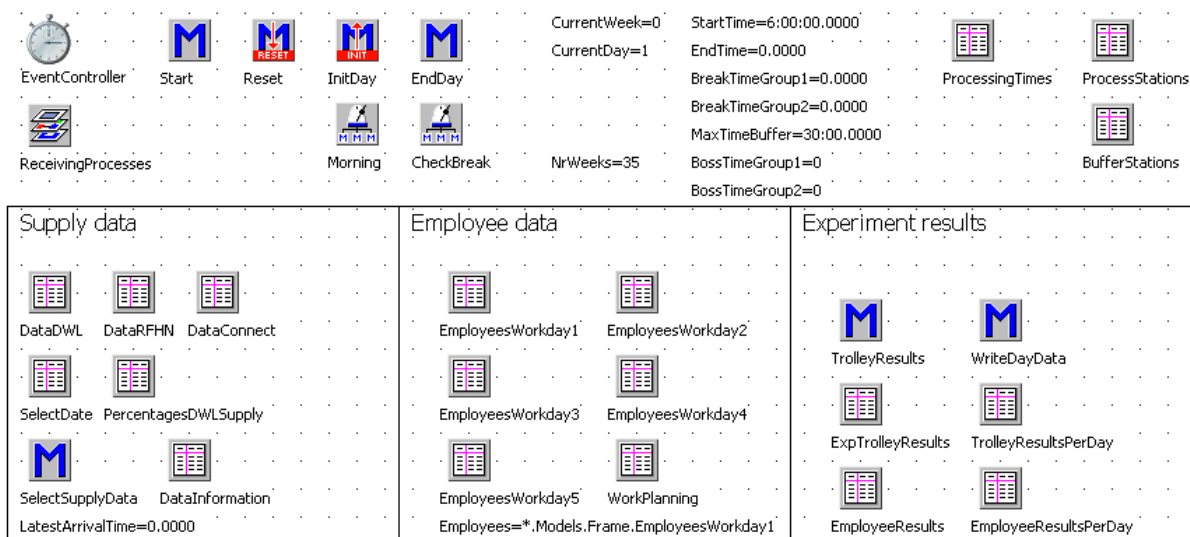 CurrentWeek=0 StartTime=6:00:00.0000
CurrentDay=1 EndTime=0.0000
EventController Start Reset InitDay EndDay BreakTimeGroup1=0.0000 ProcessingTimes ProcessStations
RESET INIT
BreakTimeGroup2=0.0000
MaxTimeBuffer=30:00.0000
M M M M M M
ReceivingProcesses Morning CheckBreak NrWeeks=35 BossTimeGroup1=0 BufferStations
BossTimeGroup2=0
Supply data
DataDWL DataRFHN DataConnect
SelectDate PercentagesDWLSupply
M
SelectSupplyData DataInformation
LatestArrivalTime=0.0000
Employee data
EmployeesWorkday1 EmployeesWorkday2
EmployeesWorkday3 EmployeesWorkday4
EmployeesWorkday5 WorkPlanning
Employees=*.Models.Frame.EmployeesWorkday1
Experiment results
M M
TrolleyResults WriteDayData
ExpTrolleyResults TrolleyResultsPerDay
EmployeeResults EmployeeResultsPerDay